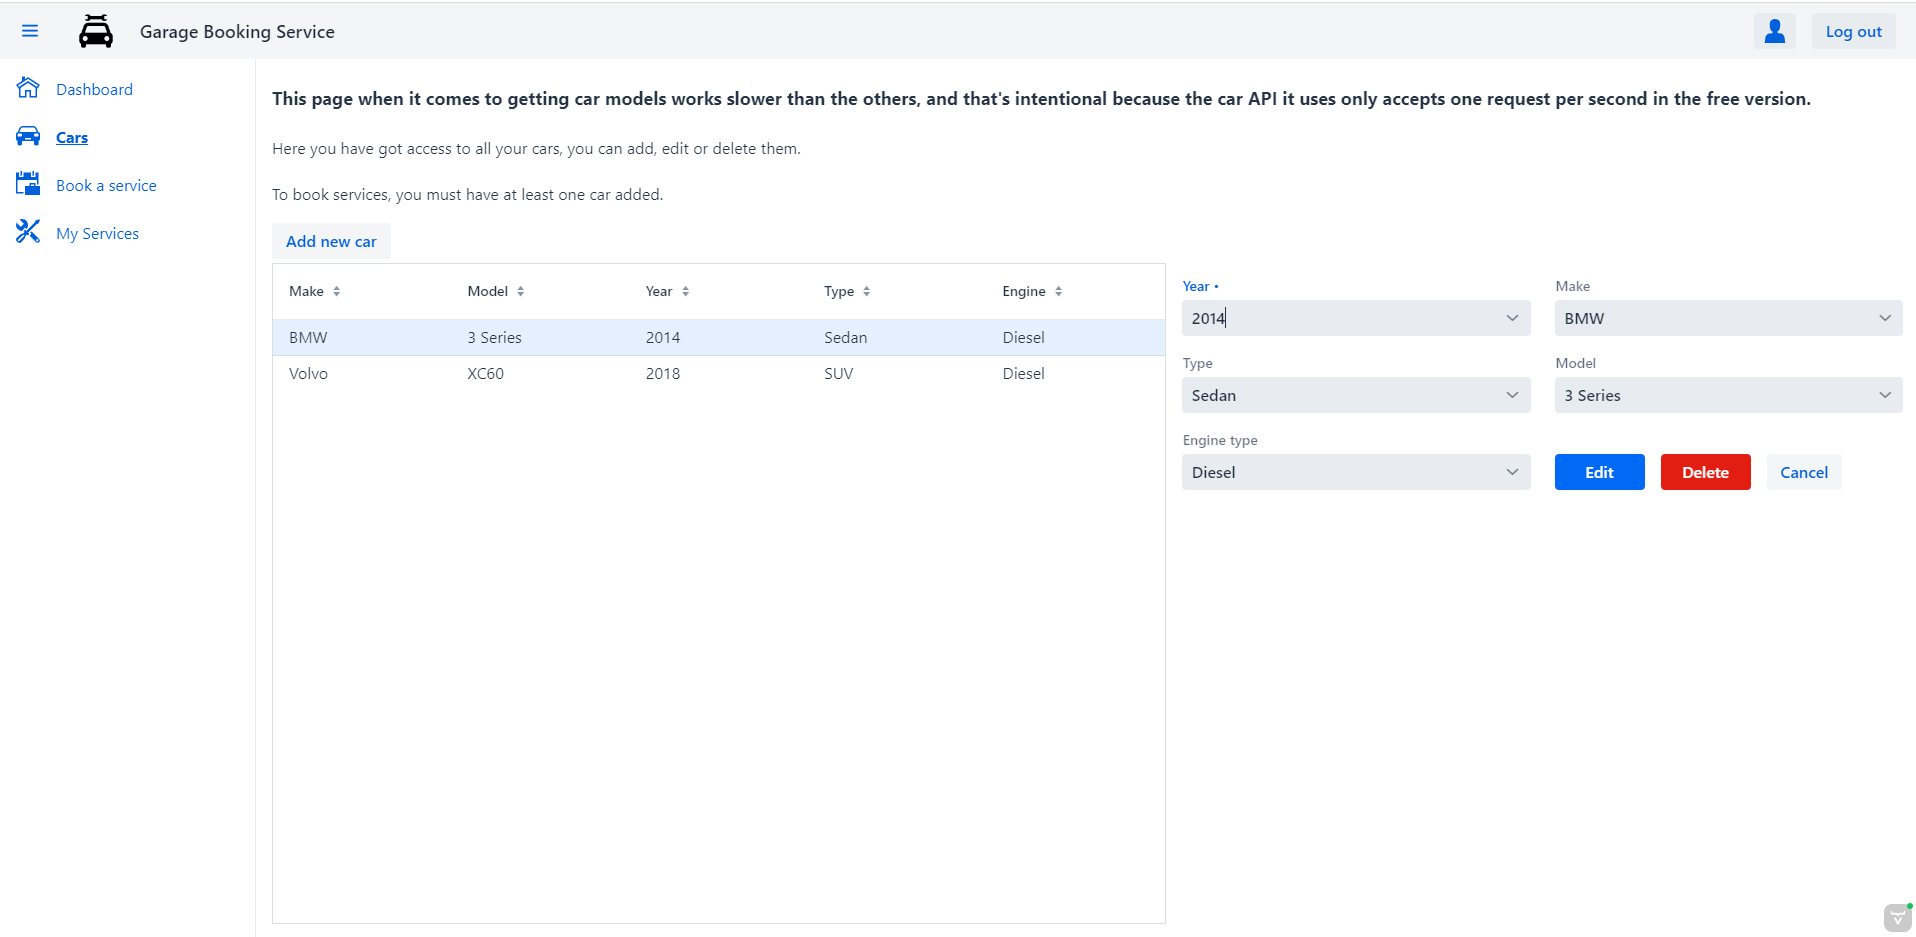 Garage Booking Service
Log out
Dashboard
Cars
Book a service
My Services
This page when it comes to getting car models works slower than the others, and that's intentional because the car API it uses only accepts one request per second in the free version.
Here you have got access to all your cars, you can add, edit or delete them.
To book services, you must have at least one car added.
Add new car
Make Model Year Type Engine
BMW 3 Series 2014 Sedan Diesel
Volvo XC60 2018 SUV Diesel
Year • Make
2014 BMW
Type Model
Sedan 3 Series
Engine type
Diesel Edit Delete Cancel